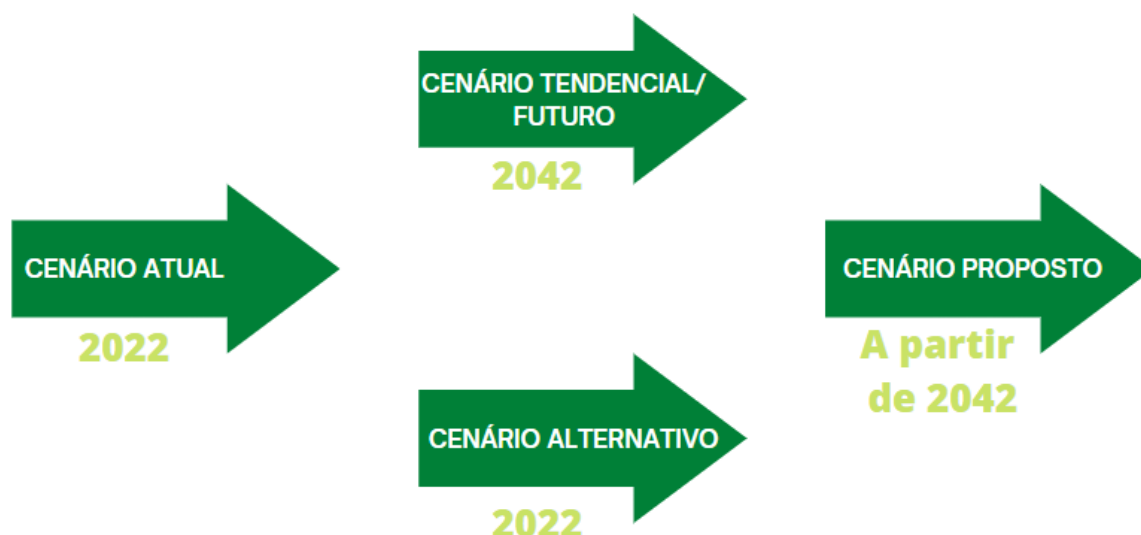 CENÁRIO TENDENCIAL/
FUTURO
2042
CENÁRIO ATUAL
2022
CENÁRIO PROPOSTO
A partir
de 2042
CENÁRIO ALTERNATIVO
2022